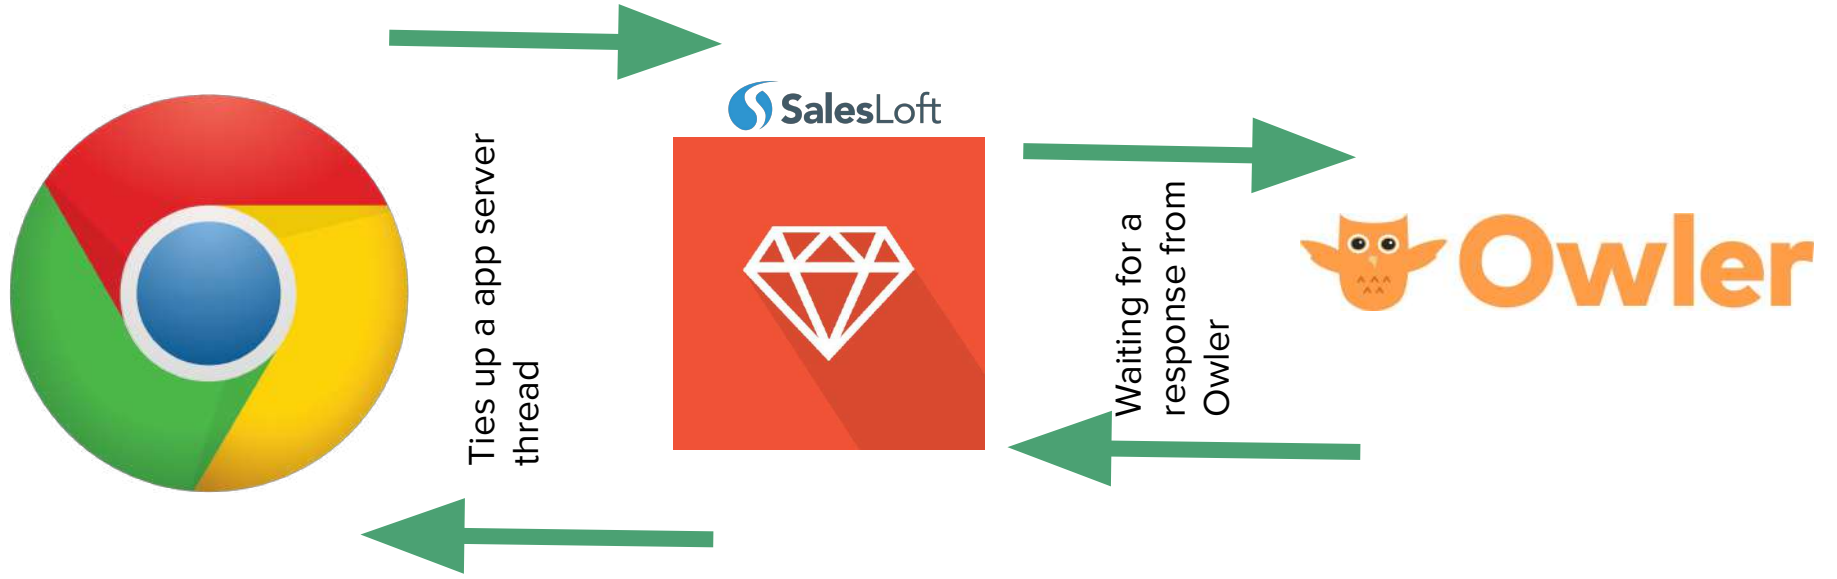 SalesLoft
Ties up a app server
thread
Waiting for a
response from
Owler
Owler